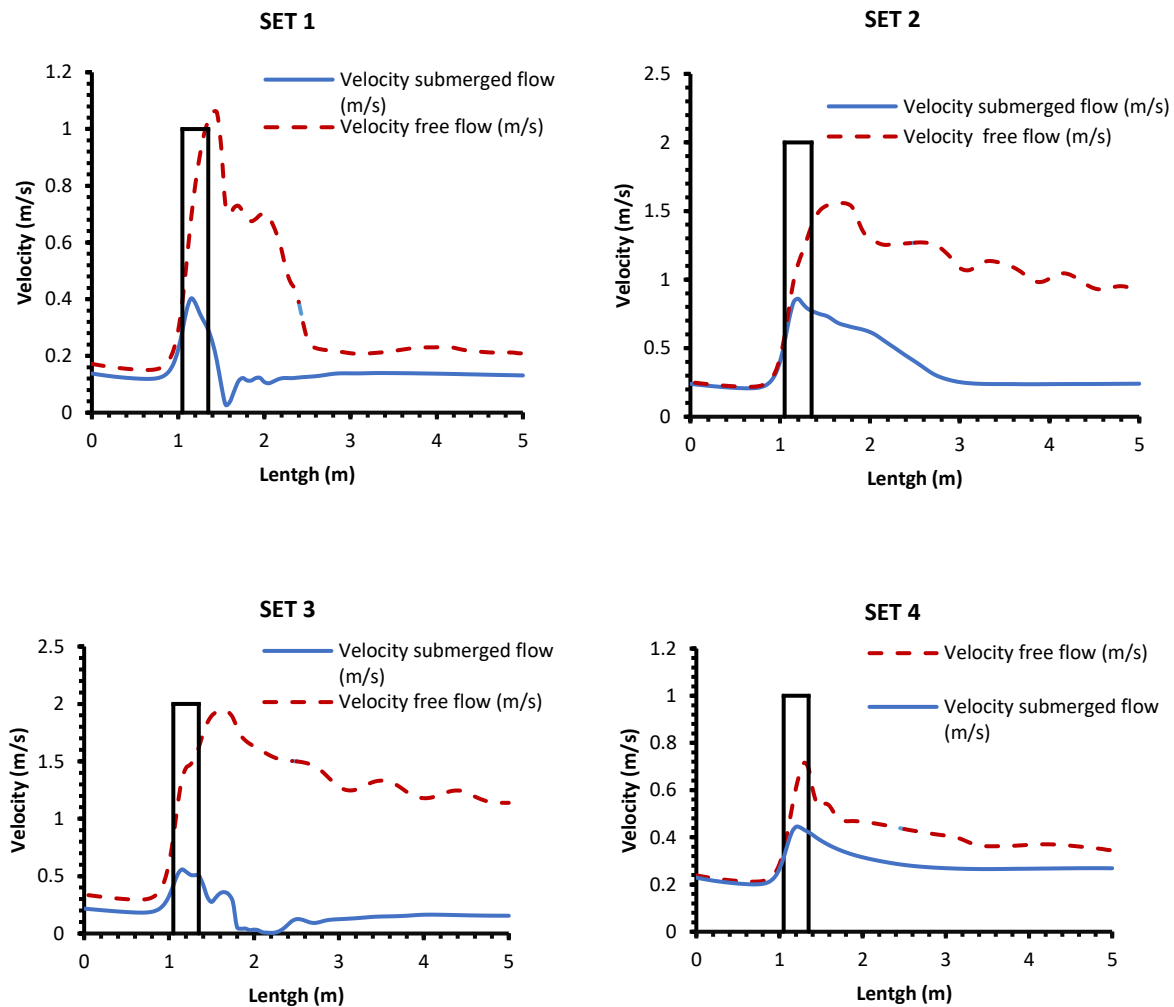 SET 1
Velocity submerged flow
(m/s)
Velocity free flow (m/s)
1.2
1
0.8
0.6
0.4
0.2
0
Velocity (m/s)
0 1 2 3 4 5
Lentgh (m)
SET 2
Velocity submerged flow (m/s)
Velocity free flow (m/s)
2.5
2
1.5
1
0.5
0
Velocity (m/s)
0 1 2 3 4 5
Lentgh (m)
SET 3
Velocity submerged flow
(m/s)
Velocity free flow (m/s)
2.5
2
1.5
1
0.5
0
Velocity (m/s)
0 1 2 3 4 5
Lentgh (m)
SET 4
Velocity free flow (m/s)
Velocity submerged flow
(m/s)
1.2
1
0.8
0.6
0.4
0.2
0
Velocity (m/s)
0 1 2 3 4 5
Lentgh (m)